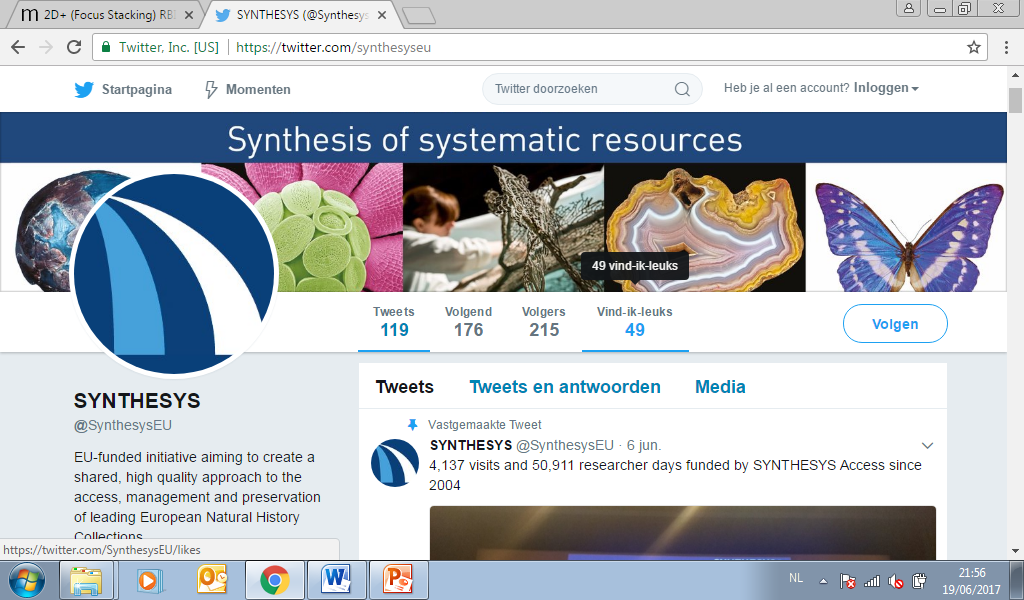 2D+ (Focus Stacking) RBI
SYNTHESYS (@Synthesys
Twitter, Inc. [US] https://twitter.com/synthesyseu
Startpagina Momenten Twitter doorzoeken Heb je al een account? Inloggen
Synthesis of systematic resources
49 vind-ik-leuks
Tweets Volgend Volgers Vind-ik-leuks
119 176 215 49
Volgen
SYNTHESYS
@SynthesysEU
EU-funded initiative aiming to create a
shared, high quality approach to the
access, management and preservation
of leading European Natural History
Collections
Tweets Tweets en antwoorden Media
Vastgemaakte Tweet
SYNTHESYS @SynthesysEU · 6 jun.
4,137 visits and 50,911 researcher days funded by SYNTHESYS Access since
2004
https://twitter.com/SynthesysEU/likes
NL
21:56
19/06/2017